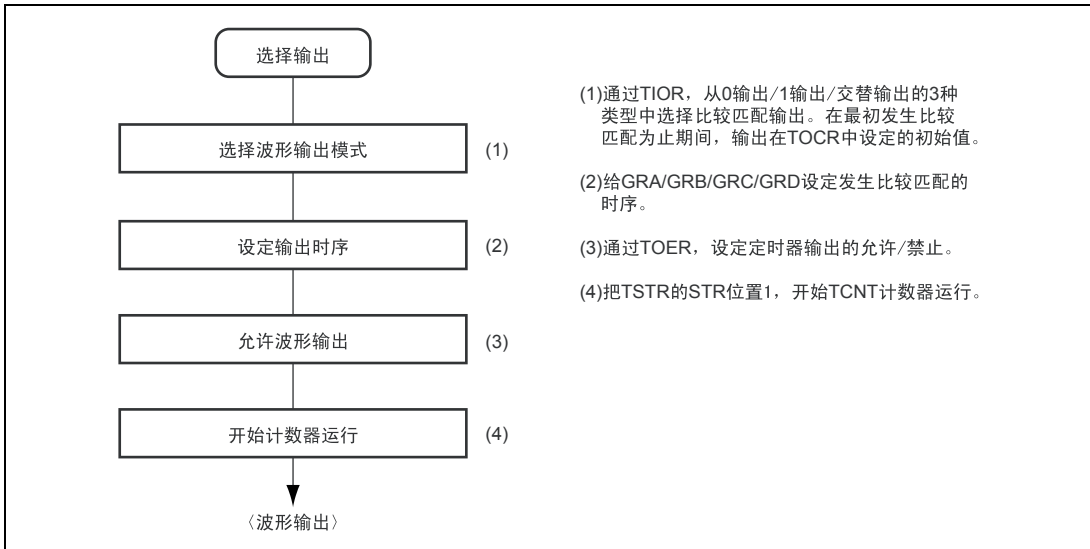 选择输出
选择波形输出模式
(1)
设定输出时序
(2)
允许波形输出
(3)
开始计数器运行
(4)
〈波形输出〉
(1)通过TIOR，从0输出/1输出/交替输出的3种
类型中选择比较匹配输出。在最初发生比较
匹配为止期间，输出在TOCR中设定的初始值。
(2)给GRA/GRB/GRC/GRD设定发生比较匹配的
时序。
(3)通过TOER，设定定时器输出的允许/禁止。
(4)把TSTR的STR位置1，开始TCNT计数器运行。